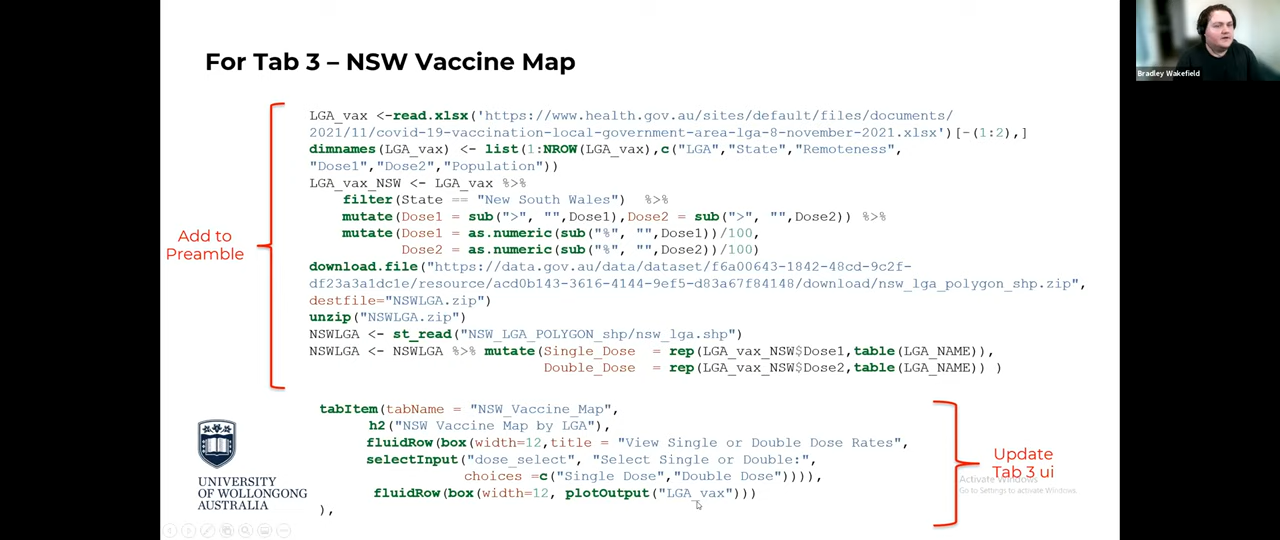 For Tab 3 – NSW Vaccine Map
Bradley Wakefield
Add to
Preamble
LGA_vax <-read.xlsx('https://www.health.gov.au/sites/default/files/documents/
2021/11/covid-19-vaccination-local-government-area-lga-8-november-2021.xlsx')[-(1:2),]
dimnames(LGA_vax) <- list(1:NROW(LGA_vax),c("LGA","State","Remoteness",
"Dose1","Dose2","Population"))
LGA_vax_NSW <- LGA_vax %>%
filter(State == "New South Wales") %>%
mutate(Dose1 = sub(">", "",Dose1),Dose2 = sub(">", "",Dose2)) %>%
mutate(Dose1 = as.numeric(sub("%", "",Dose1))/100,
Dose2 = as.numeric(sub("%", "",Dose2))/100)
download.file("https://data.gov.au/data/dataset/f6a00643-1842-48cd-9c2f-
df23a3a1dc1e/resource/acd0b143-3616-4144-9ef5-d83a67f84148/download/nsw_lga_polygon_shp.zip",
destfile="NSWLGA.zip")
unzip("NSWLGA.zip")
NSWLGA <- st_read("NSW_LGA_POLYGON_shp/nsw_lga.shp")
NSWLGA <- NSWLGA %>% mutate(Single_Dose = rep(LGA_vax_NSW$Dose1,table(LGA_NAME)),
Double_Dose = rep(LGA_vax_NSW$Dose2,table(LGA_NAME)) )
tabItem(tabName = "NSW_Vaccine_Map",
h2("NSW Vaccine Map by LGA"),
fluidRow(box(width=12,title = "View Single or Double Dose Rates",
selectInput("dose_select", "Select Single or Double:",
choices =c("Single Dose","Double Dose")))),
fluidRow(box(width=12, plotOutput("LGA_vax")))
),
Update
Tab 3 ui
Activate Windows
Go to Settings to activate Windows.
UNIVERSITY
OF WOLLONGONG
AUSTRALIA